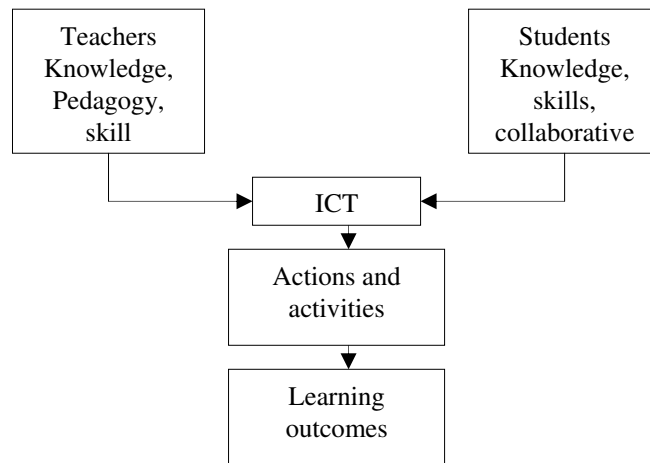 Teachers
Knowledge,
Pedagogy,
skill
Students
Knowledge,
skills,
collaborative
ICT
Actions and
activities
Learning
outcomes